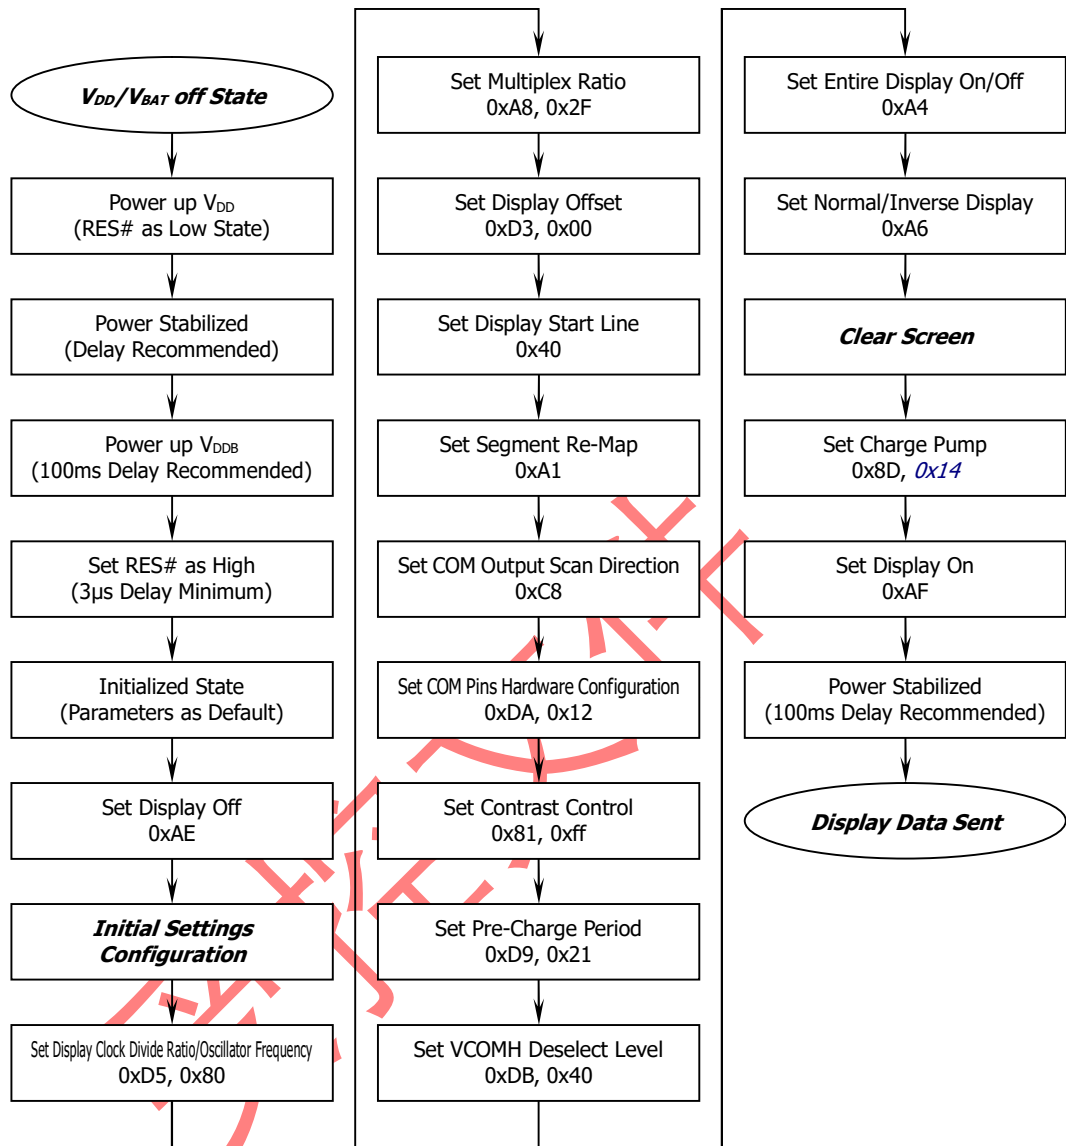 V_DD/V_BAT off State
Power up V_DD
(RES# as Low State)
Power Stabilized
(Delay Recommended)
Power up V_DDB
(100ms Delay Recommended)
Set RES# as High
(3μs Delay Minimum)
Initialized State
(Parameters as Default)
Set Display Off
0xAE
Initial Settings
Configuration
Set Display Clock Divide Ratio/Oscillator Frequency
0xD5, 0x80
Set Multiplex Ratio
0xA8, 0x2F
Set Display Offset
0xD3, 0x00
Set Display Start Line
0x40
Set Segment Re-Map
0xA1
Set COM Output Scan Direction
0xC8
Set COM Pins Hardware Configuration
0xDA, 0x12
Set Contrast Control
0x81, 0xff
Set Pre-Charge Period
0xD9, 0x21
Set VCOMH Deselect Level
0xDB, 0x40
Set Entire Display On/Off
0xA4
Set Normal/Inverse Display
0xA6
Clear Screen
Set Charge Pump
0x8D, 0x14
Set Display On
0xAF
Power Stabilized
(100ms Delay Recommended)
Display Data Sent